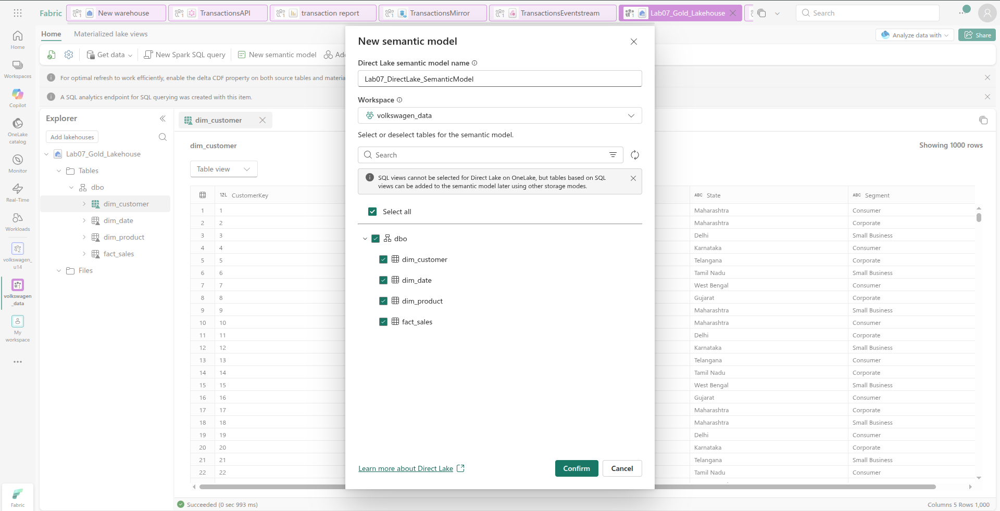 Fabric
New warehouse
TransactionsAPI
transaction report
TransactionsMirror
TransactionsEventstream
Lab07_Gold_Lakehouse
Search
Home
Materialized lake views
Analyze data with
Share
Get data
New Spark SQL query
New semantic model
For optimal refresh to work efficiently, enable the delta CDF property on both source tables and
A SQL analytics endpoint for SQL querying was created with this item.
Home
Workspaces
Copilot
OneLake
catalog
Monitor
Real-Time
Workloads
volkswagen_
u14
volkswagen
_data
My
workspace
Fabric
Explorer
Add lakehouses
Lab07_Gold_Lakehouse
Tables
dbo
dim_customer
dim_date
dim_product
fact_sales
Files
dim_customer
dim_customer
Showing 1000 rows
Table view
12L CustomerKey
ABC State
ABC Segment
1 1 Maharashtra Consumer
2 2 Maharashtra Corporate
3 3 Delhi Small Business
4 4 Karnataka Consumer
5 5 Telangana Corporate
6 6 Tamil Nadu Small Business
7 7 West Bengal Consumer
8 8 Gujarat Corporate
9 9 Maharashtra Small Business
10 10 Maharashtra Consumer
11 11 Delhi Corporate
12 12 Karnataka Small Business
13 13 Telangana Consumer
14 14 Tamil Nadu Corporate
15 15 West Bengal Small Business
16 16 Gujarat Consumer
17 17 Maharashtra Corporate
18 18 Maharashtra Small Business
19 19 Delhi Consumer
20 20 Karnataka Corporate
21 21 Telangana Small Business
22 22 Tamil Nadu Consumer
Succeeded (0 sec 993 ms)
Columns 5 Rows 1,000
New semantic model
Direct Lake semantic model name
Lab07_DirectLake_SemanticModel
Workspace
volkswagen_data
Select or deselect tables for the semantic model.
Search
SQL views cannot be selected for Direct Lake on OneLake, but tables based on SQL
views can be added to the semantic model later using other storage modes.
Select all
dbo
dim_customer
dim_date
dim_product
fact_sales
Learn more about Direct Lake
Confirm
Cancel